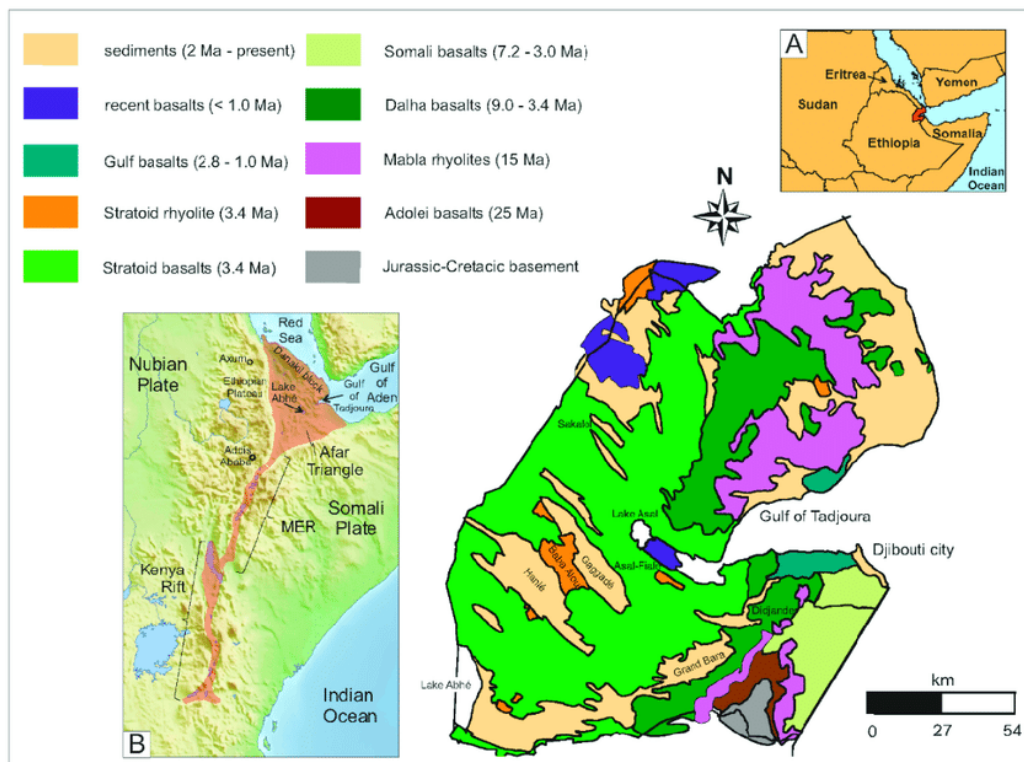 sediments (2 Ma - present)
recent basalts (< 1.0 Ma)
Gulf basalts (2.8 - 1.0 Ma)
Stratoid rhyolite (3.4 Ma)
Stratoid basalts (3.4 Ma)
Somali basalts (7.2 - 3.0 Ma)
Dalha basalts (9.0 - 3.4 Ma)
Mabla rhyolites (15 Ma)
Adolei basalts (25 Ma)
Jurassic-Cretacic basement
A
Eritrea
Yemen
Sudan
Ethiopia
Somalia
Indian
Ocean
N
Red
Sea
Nubian
Plate
Axum
Danakil block
Gulf
of
Aden
Ethiopian
Plateau
Lake
Abhé
Gulf
of
Tadjoura
Addis
Ababa
Afar
Triangle
Somali
Plate
MER
Kenya
Rift
Indian
Ocean
B
Sakalo
Lake Asal
Gulf of Tadjoura
Asal-Fiale
Djibouti city
Hanlé
Baba Alou
Gaggadé
Grand Bara
Lake Abhé
km
0 27 54